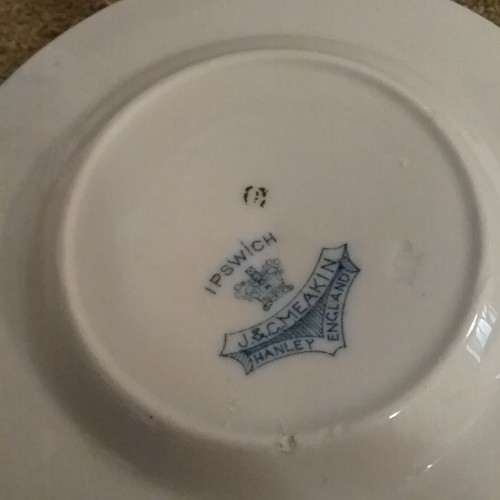 IPSWICH
J. & G. MEAKIN
HANLEY
ENGLAND